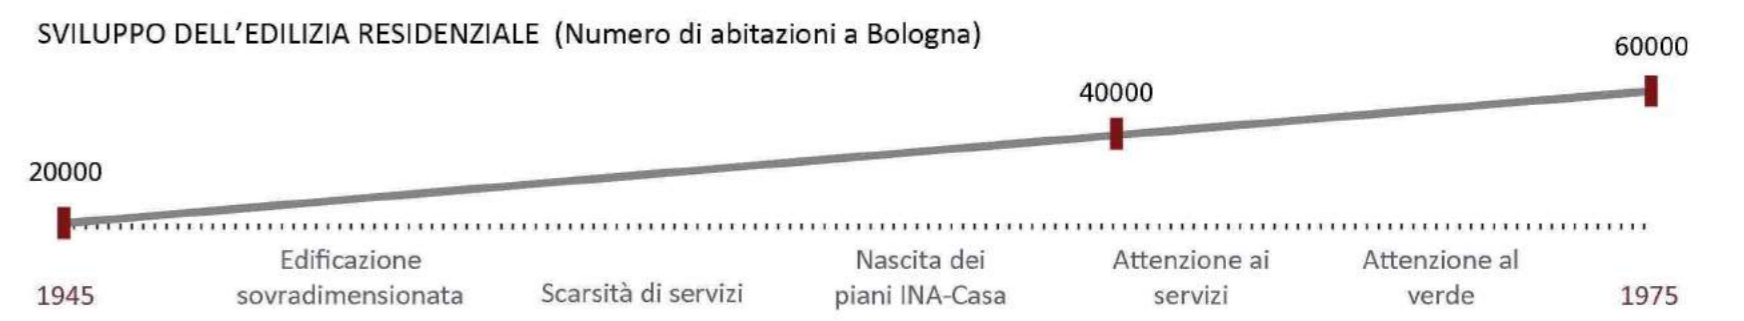 SVILUPPO DELL'EDILIZIA RESIDENZIALE (Numero di abitazioni a Bologna)
60000
40000
20000
Edificazione
sovradimensionata
Scarsità di servizi
Nascita dei
piani INA-Casa
Attenzione ai
servizi
Attenzione al
verde
1945
1975